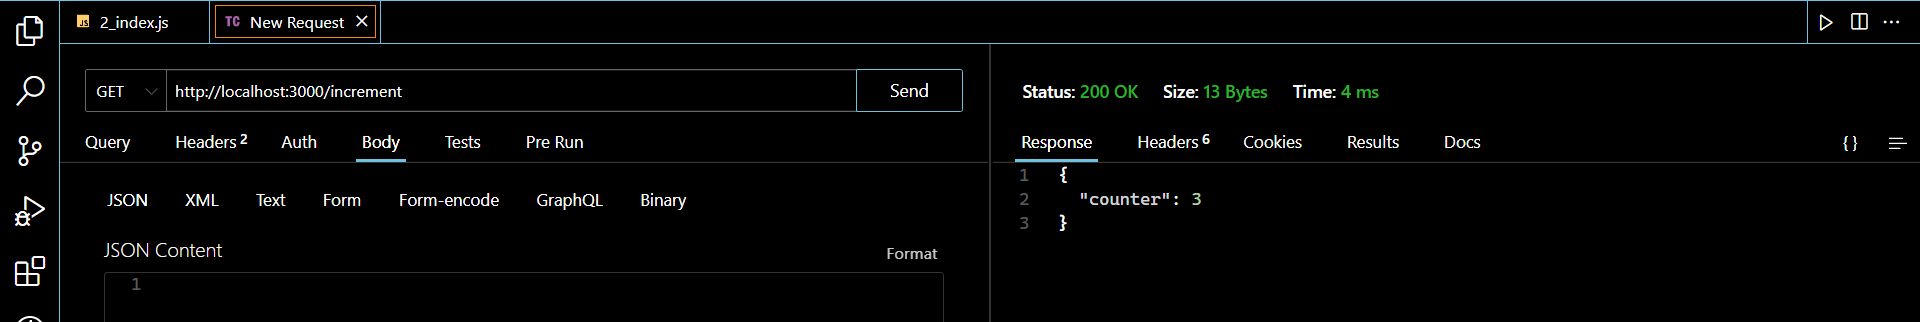 JS 2_index.js
TC New Request
GET http://localhost:3000/increment Send
Query Headers 2 Auth Body Tests Pre Run
JSON XML Text Form Form-encode GraphQL Binary
JSON Content Format
1
Status: 200 OK Size: 13 Bytes Time: 4 ms
Response Headers 6 Cookies Results Docs {}
1 {
2 "counter": 3
3 }